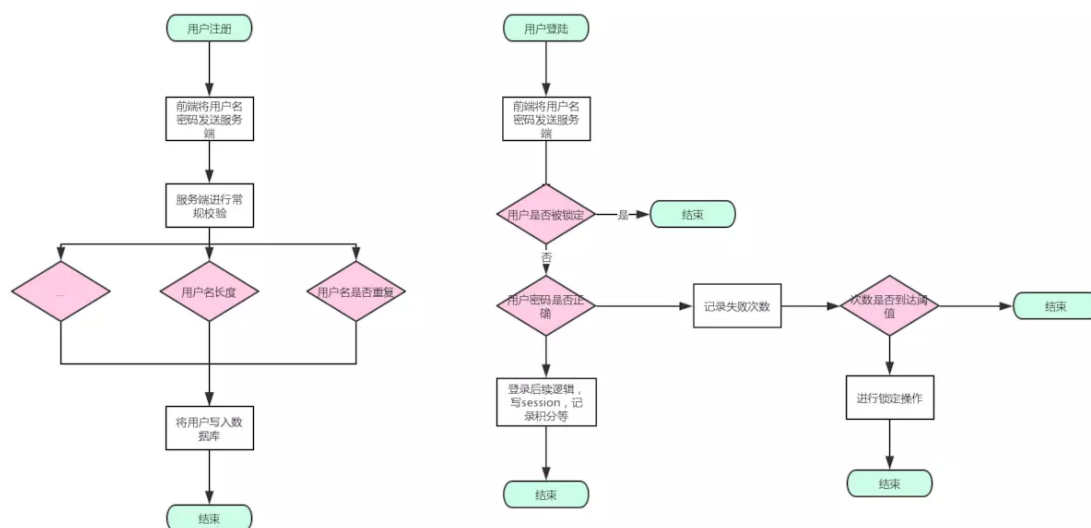 用户注册
前端将用户名
密码发送服务
端
服务端进行常
规校验
...
用户名长度
用户名是否重复
将用户写入数
据库
结束
用户登陆
前端将用户名
密码发送服务
端
用户是否被锁定
是
结束
否
用户密码是否正
确
记录失败次数
次数是否到达阈
值
结束
登录后续逻辑，
写session，记
录积分等
进行锁定操作
结束
结束